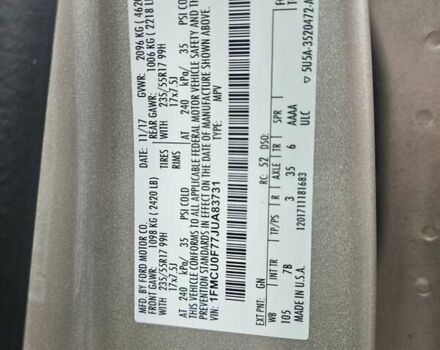 MFD. BY FORD MOTOR CO.
DATE: 11/17 GVWR: 2096 KG (4620
FRONT GAWR: 1098 KG (2420 LB) REAR GAWR: 1006 KG (2218 LB
WITH 235/55R17 99H TIRES WITH 235/55R17 99H
17x7.5J RIMS 17x7.5J
AT 240 kPa/ 35 PSI COLD AT 240 kPa/ 35 PSI COLD
THIS VEHICLE CONFORMS TO ALL APPLICABLE FEDERAL MOTOR VEHICLE SAFETY AND THEFT
PREVENTION STANDARDS IN EFFECT ON THE DATE OF MANUFACTURE SHOWN ABOVE.
VIN: 1FMCU0F77JUA83731
TYPE: MPV
EXT PNT: GN RC: 52 DSO:
WB INT TR TP/PS R AXLE TR SPR
105 7B 3 35 6 AAAA
MADE IN U.S.A. 12017111181683 ULC
5U5A-3520472-A